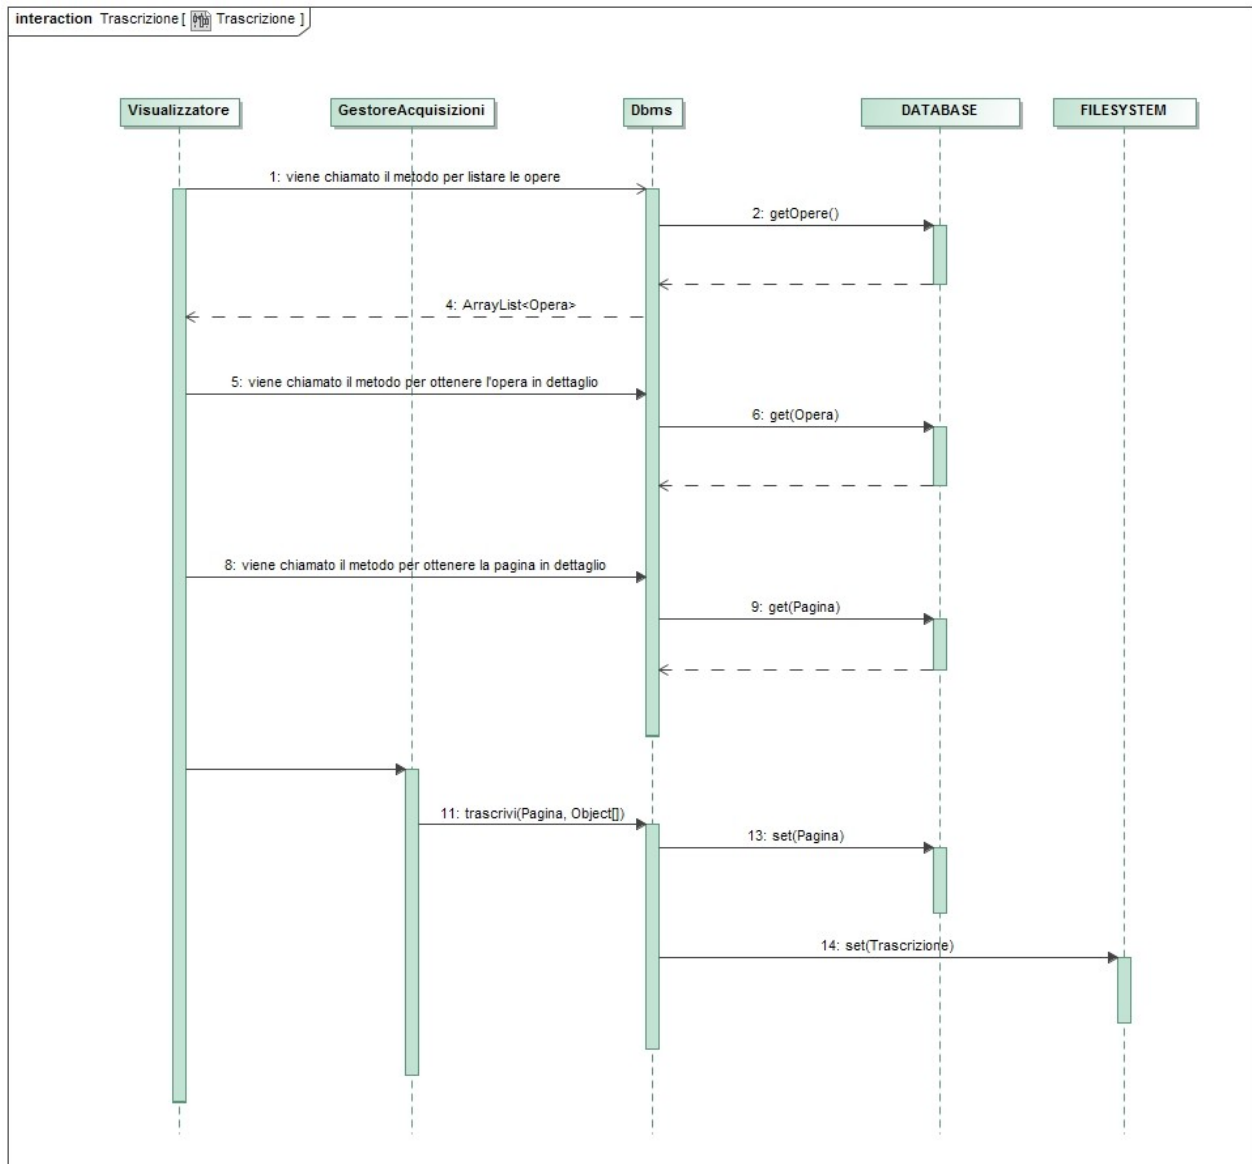 interaction Trascrizione [ Trascrizione ]
Visualizzatore
GestoreAcquisizioni
Dbms
DATABASE
FILESYSTEM
1: viene chiamato il metodo per listare le opere
2: getOpere()
4: ArrayList<Opera>
5: viene chiamato il metodo per ottenere l'opera in dettaglio
6: get(Opera)
8: viene chiamato il metodo per ottenere la pagina in dettaglio
9: get(Pagina)
11: trascrivi(Pagina, Object[])
13: set(Pagina)
14: set(Trascrizione)